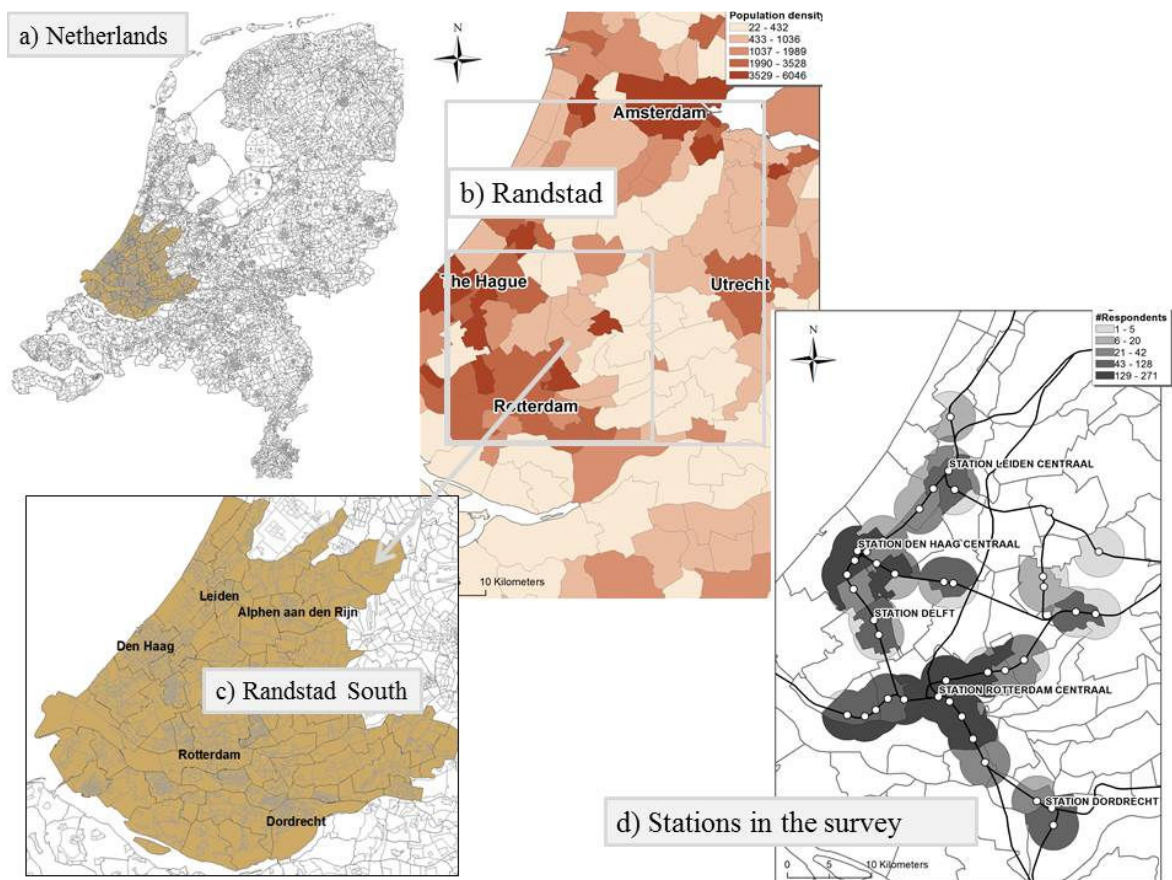 a) Netherlands
N
Population density
22 - 432
433 - 1036
1037 - 1989
1990 - 3528
3529 - 6046
Amsterdam
b) Randstad
The Hague
Utrecht
Rotterdam
10 Kilometers
Leiden
Alphen aan den Rijn
Den Haag
c) Randstad South
Rotterdam
Dordrecht
N
#Respondents
1 - 5
6 - 20
21 - 42
43 - 128
129 - 271
STATION LEIDEN CENTRAAL
STATION DEN HAAG CENTRAAL
STATION DELFT
STATION ROTTERDAM CENTRAAL
STATION DORDRECHT
d) Stations in the survey
0 5 10 Kilometers